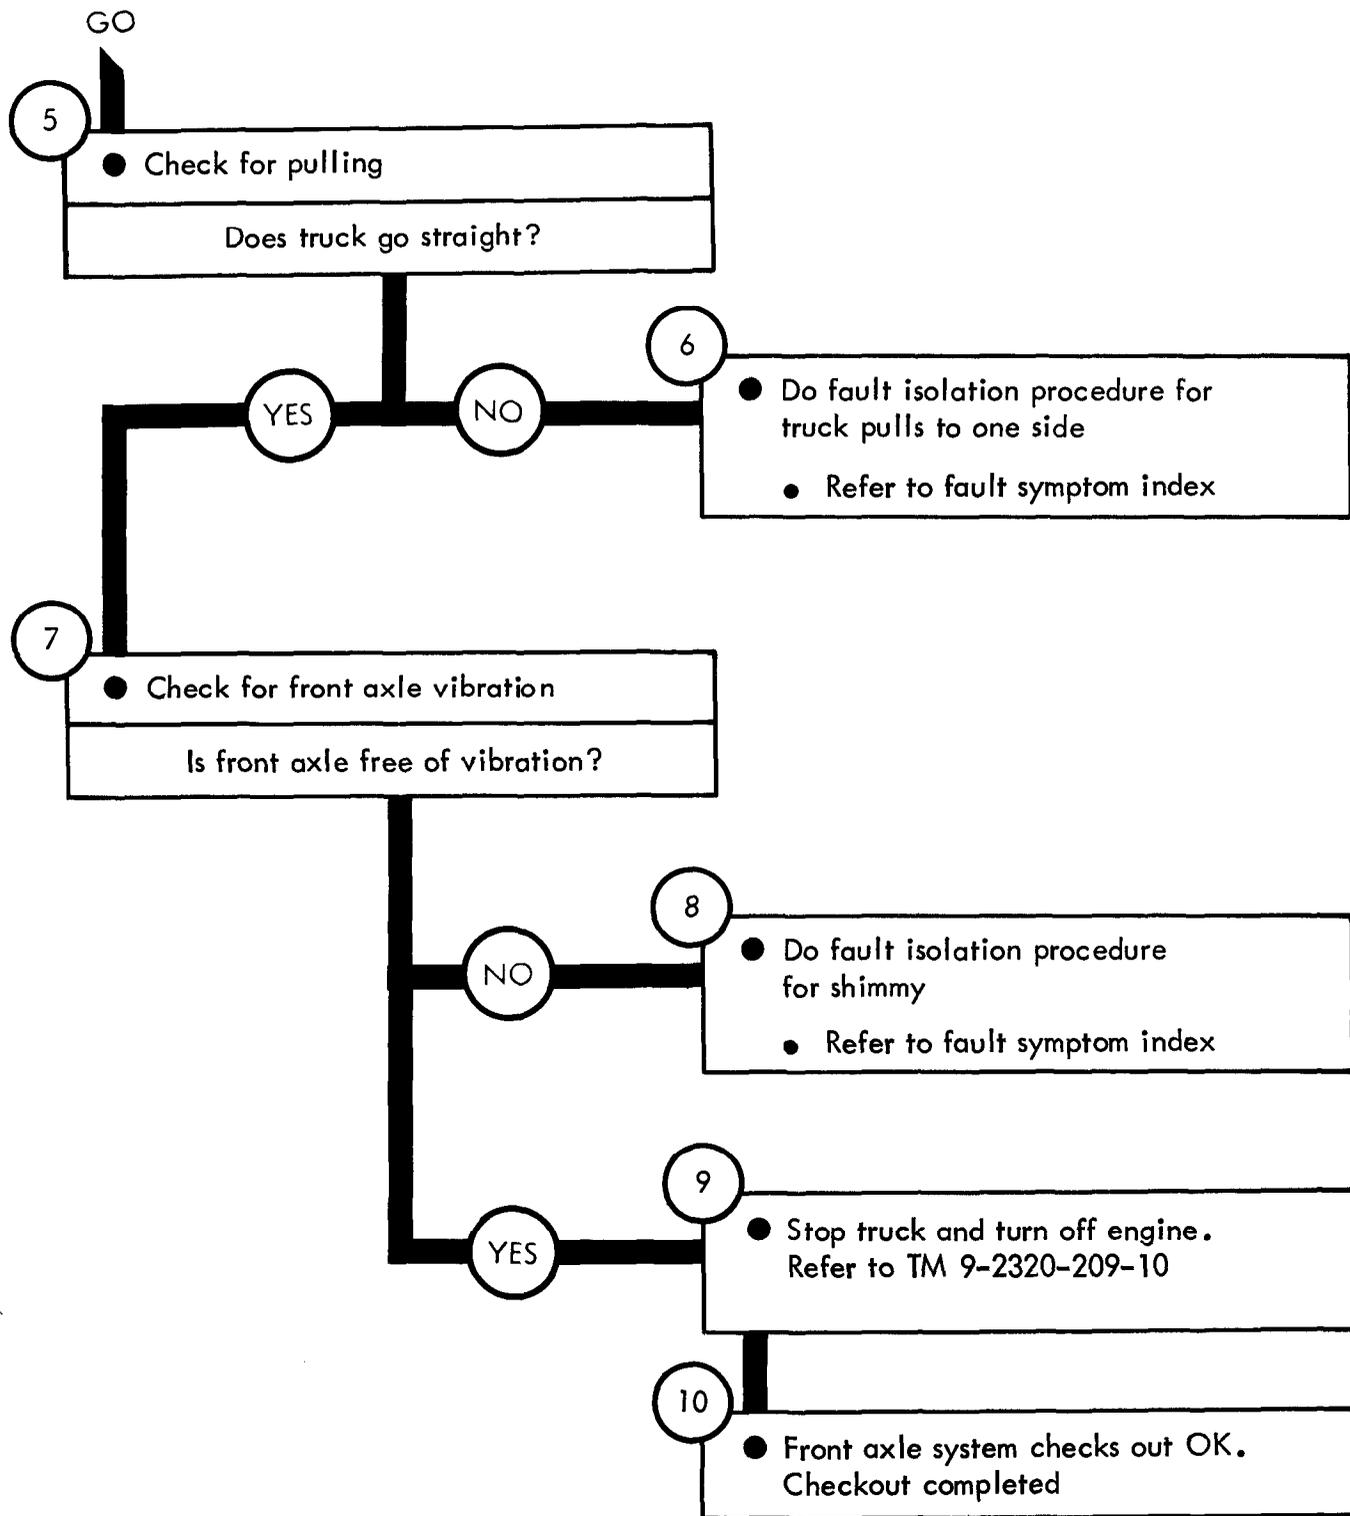 GO
5
● Check for pulling
Does truck go straight?
YES
NO
6
● Do fault isolation procedure for
truck pulls to one side
● Refer to fault symptom index
7
● Check for front axle vibration
Is front axle free of vibration?
NO
8
● Do fault isolation procedure
for shimmy
● Refer to fault symptom index
YES
9
● Stop truck and turn off engine.
Refer to TM 9-2320-209-10
10
● Front axle system checks out OK.
Checkout completed